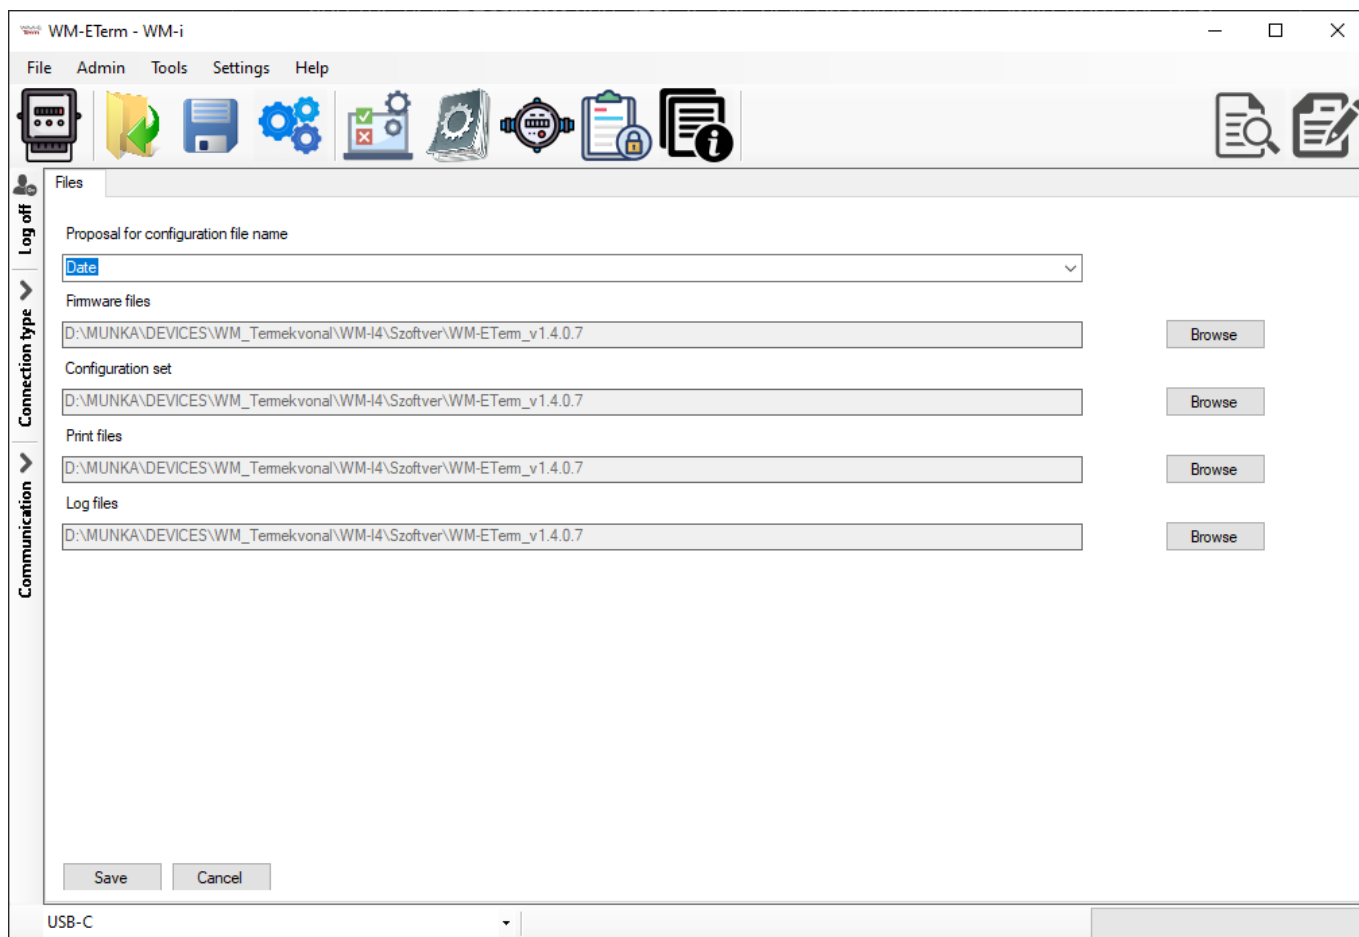 WM-ETerm - WM-i
File Admin Tools Settings Help
Files
Log off
Connection type
Communication
Proposal for configuration file name
Date
Firmware files
D:\MUNKA\DEVICES\WM_Termekvonal\WM-I4\Szoftver\WM-ETerm_v1.4.0.7
Browse
Configuration set
D:\MUNKA\DEVICES\WM_Termekvonal\WM-I4\Szoftver\WM-ETerm_v1.4.0.7
Browse
Print files
D:\MUNKA\DEVICES\WM_Termekvonal\WM-I4\Szoftver\WM-ETerm_v1.4.0.7
Browse
Log files
D:\MUNKA\DEVICES\WM_Termekvonal\WM-I4\Szoftver\WM-ETerm_v1.4.0.7
Browse
Save Cancel
USB-C